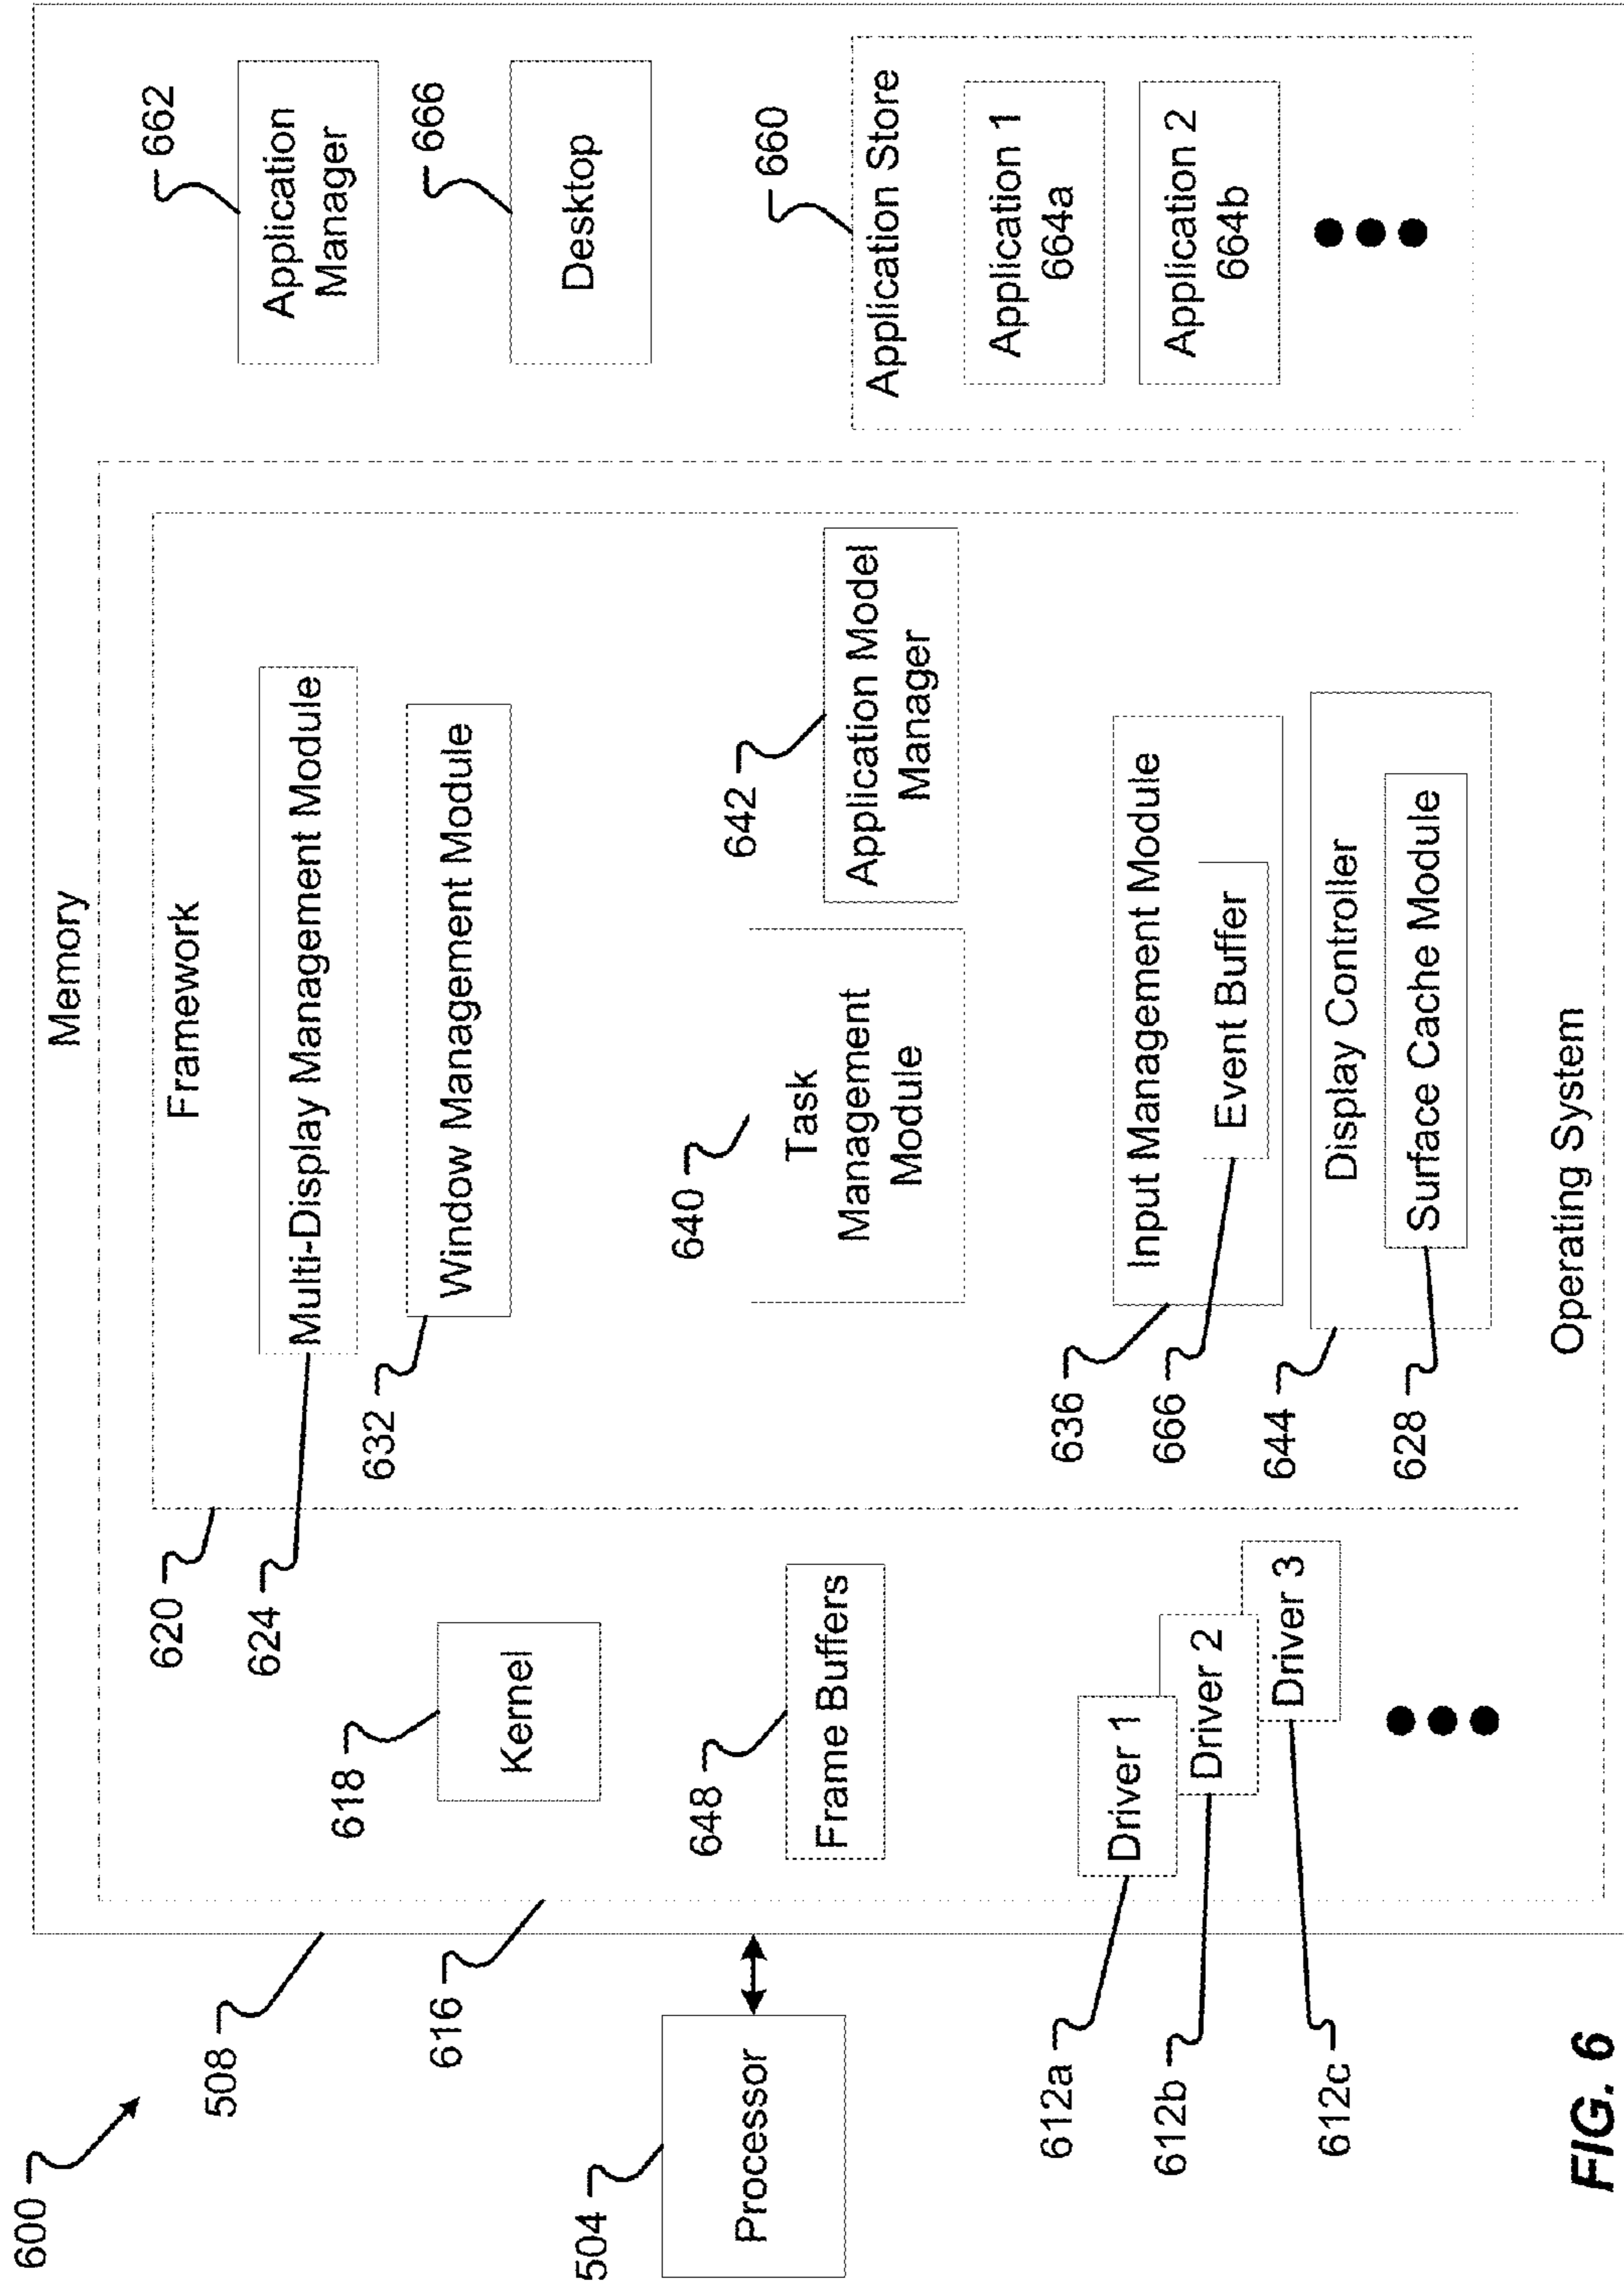 600
508
Memory
616
620
Framework
624
Multi-Display Management Module
632
Window Management Module
618
Kernel
640
Task
Management
Module
642
Application Model
Manager
648
Frame Buffers
504
Processor
612a
Driver 1
612b
Driver 2
612c
Driver 3
636
Input Management Module
666
Event Buffer
644
Display Controller
628
Surface Cache Module
Operating System
662
Application
Manager
666
Desktop
660
Application Store
Application 1
664a
Application 2
664b
FIG. 6